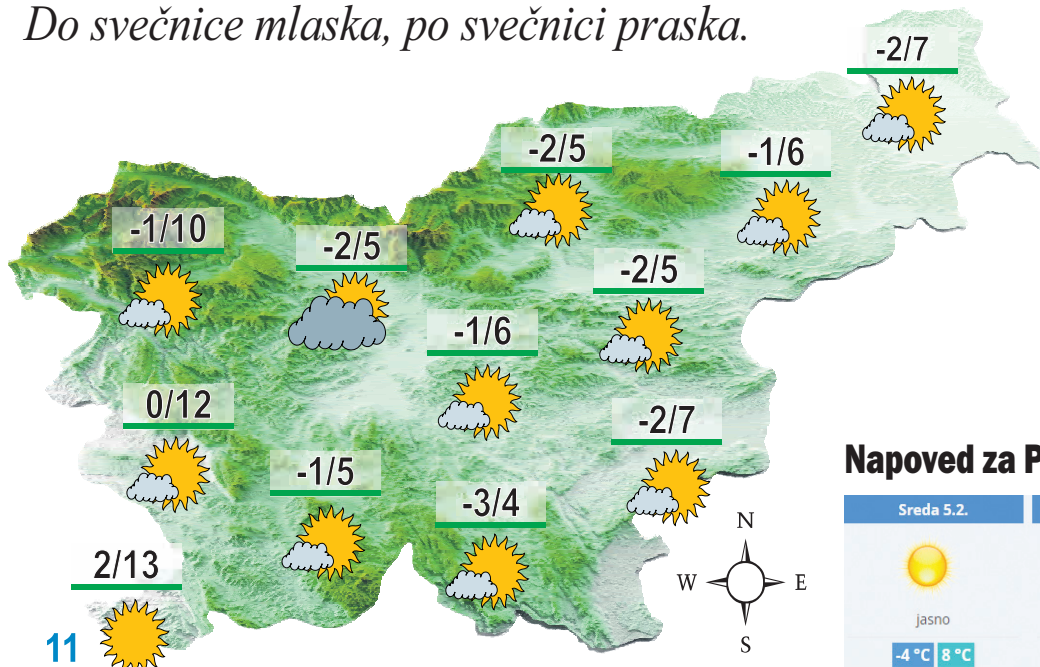 Do svečnice mlaska, po svečnici praska.
-2/7
-2/5
-1/6
-1/10
-2/5
-2/5
-1/6
0/12
-2/7
-1/5
-3/4
2/13
11
N
W E
S
Napoved za P
Sreda 5.2.
jasno
-4 °C 8 °C